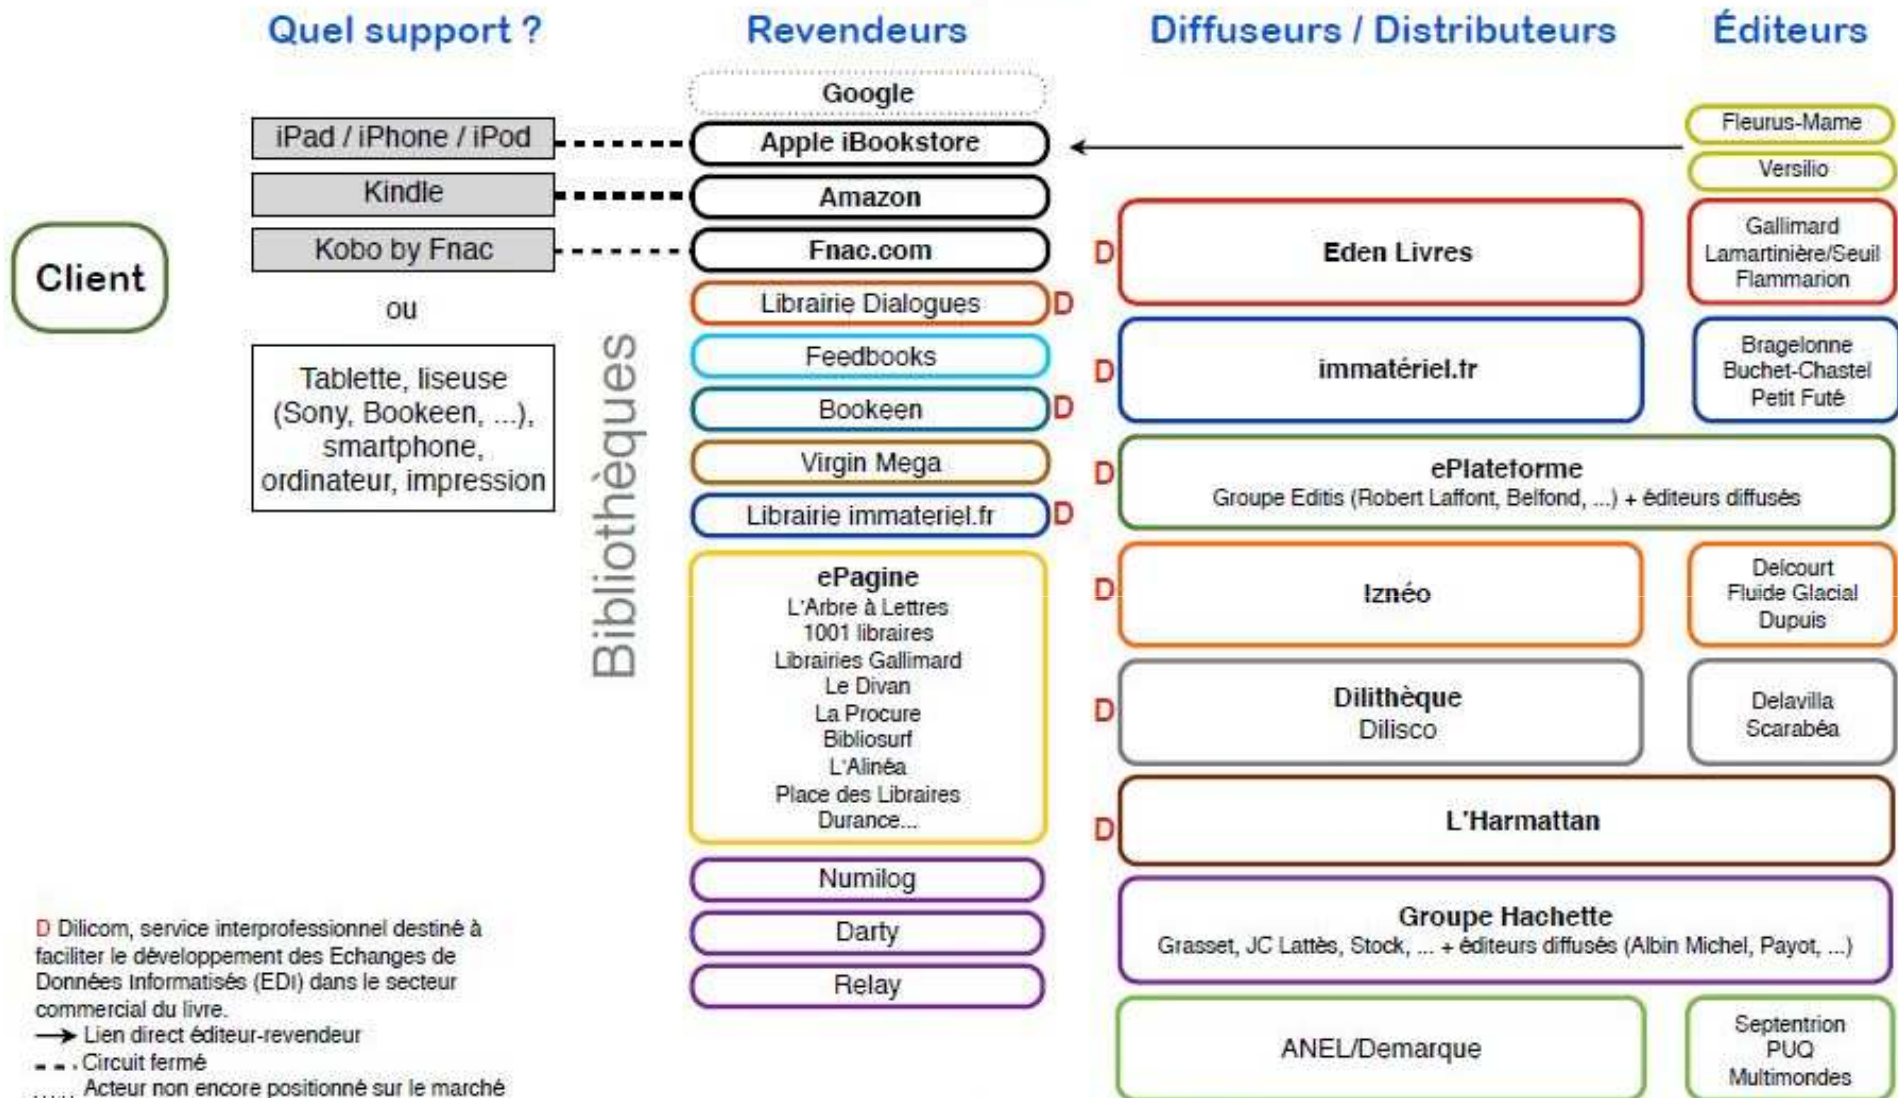 Quel support ?
Revendeurs
Diffuseurs / Distributeurs
Éditeurs
Client
iPad / iPhone / iPod
Kindle
Kobo by Fnac
ou
Tablette, liseuse
(Sony, Bookeen, ...),
smartphone,
ordinateur, impression
Bibliothèques
Google
Apple iBookstore
Amazon
Fnac.com
Librairie Dialogues D
Feedbooks
Bookeen D
Virgin Mega
Librairie immateriel.fr D
ePagine
L'Arbre à Lettres
1001 libraires
Librairies Gallimard
Le Divan
La Procure
Bibliosurf
L'Alinéa
Place des Libraires
Durance...
Numilog
Darty
Relay
D Eden Livres
D immatériel.fr
D ePlateforme
Groupe Editis (Robert Laffont, Belfond, ...) + éditeurs diffusés
D Iznéo
D Dilithèque
Dilisco
D L'Harmattan
Groupe Hachette
Grasset, JC Lattès, Stock, ... + éditeurs diffusés (Albin Michel, Payot, ...)
ANEL/Demarque
Fleurus-Mame
Versilio
Gallimard
Lamartinière/Seuil
Flammarion
Bragelonne
Buchet-Chastel
Petit Futé
Delcourt
Fluide Glacial
Dupuis
Delavilla
Scarabéa
Septentrion
PUQ
Multimondes
D Dilicom, service interprofessionnel destiné à
faciliter le développement des Echanges de
Données Informatisés (EDI) dans le secteur
commercial du livre.
Lien direct éditeur-revendeur
Circuit fermé
Acteur non encore positionné sur le marché